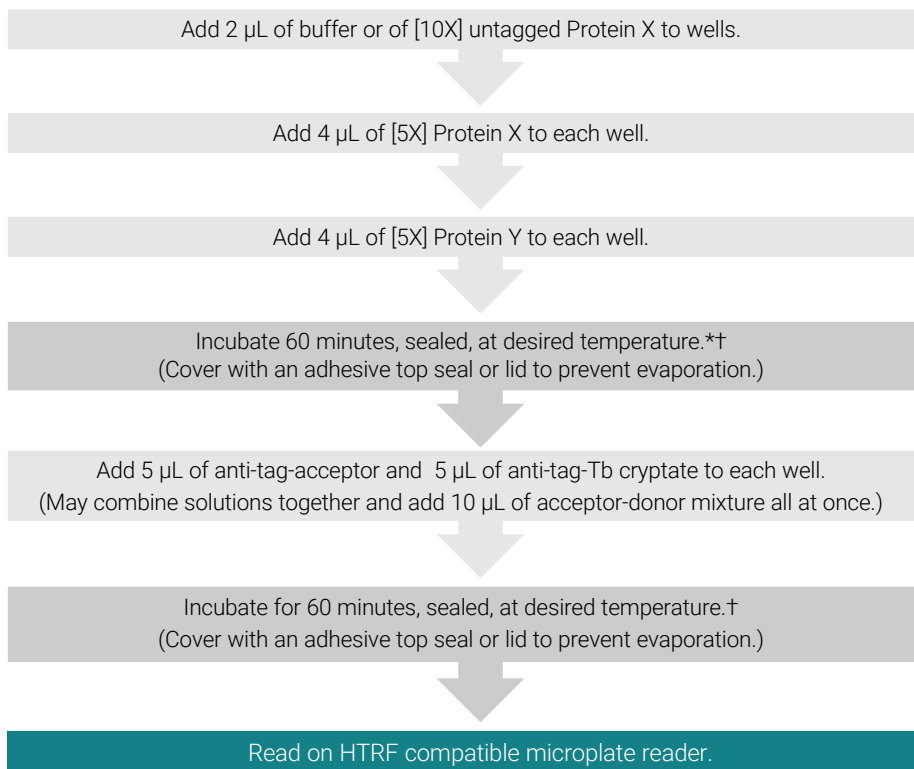 Add 2 µL of buffer or of [10X] untagged Protein X to wells.
Add 4 µL of [5X] Protein X to each well.
Add 4 µL of [5X] Protein Y to each well.
Incubate 60 minutes, sealed, at desired temperature.*†
(Cover with an adhesive top seal or lid to prevent evaporation.)
Add 5 µL of anti-tag-acceptor and 5 µL of anti-tag-Tb cryptate to each well.
(May combine solutions together and add 10 µL of acceptor-donor mixture all at once.)
Incubate for 60 minutes, sealed, at desired temperature.†
(Cover with an adhesive top seal or lid to prevent evaporation.)
Read on HTRF compatible microplate reader.